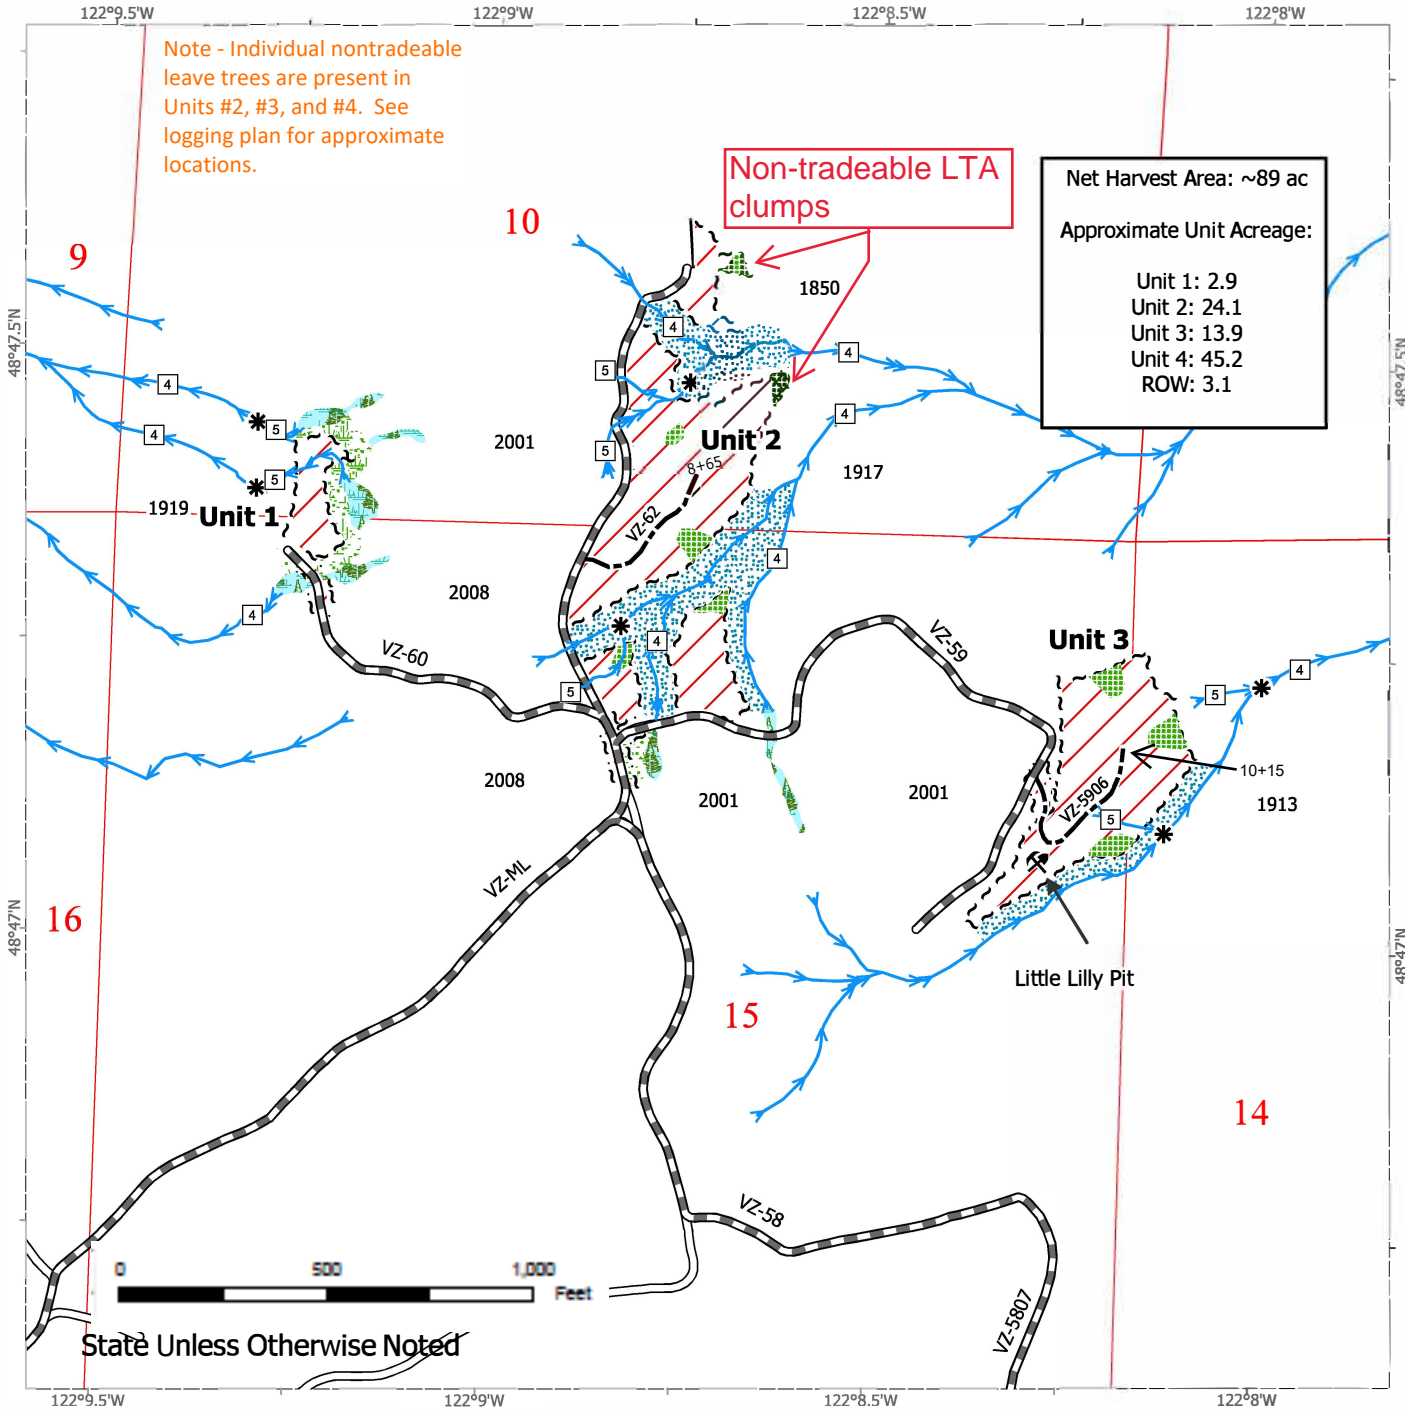 122°9.5'W
122°9'W
122°8.5'W
122°8'W
Note - Individual nontradeable
leave trees are present in
Units #2, #3, and #4. See
logging plan for approximate
locations.
Non-tradeable LTA
clumps
Net Harvest Area: ~89 ac
Approximate Unit Acreage:
Unit 1: 2.9
Unit 2: 24.1
Unit 3: 13.9
Unit 4: 45.2
ROW: 3.1
10
9
1850
48°47.5'N
48°47.5'N
4
4
5
4
4
5
4
5
2001
Unit 2
5
8+65
1917
5
1919
Unit 1
VZ-62
4
2008
4
4
VZ-60
VZ-59
Unit 3
4
5
5
2008
2001
2001
10+15
VZ-5906
1913
5
VZ-ML
16
48°47'N
48°47'N
Little Lilly Pit
15
14
VZ-58
0
500
1,000
Feet
VZ-5807
State Unless Otherwise Noted
122°9.5'W
122°9'W
122°8.5'W
122°8'W